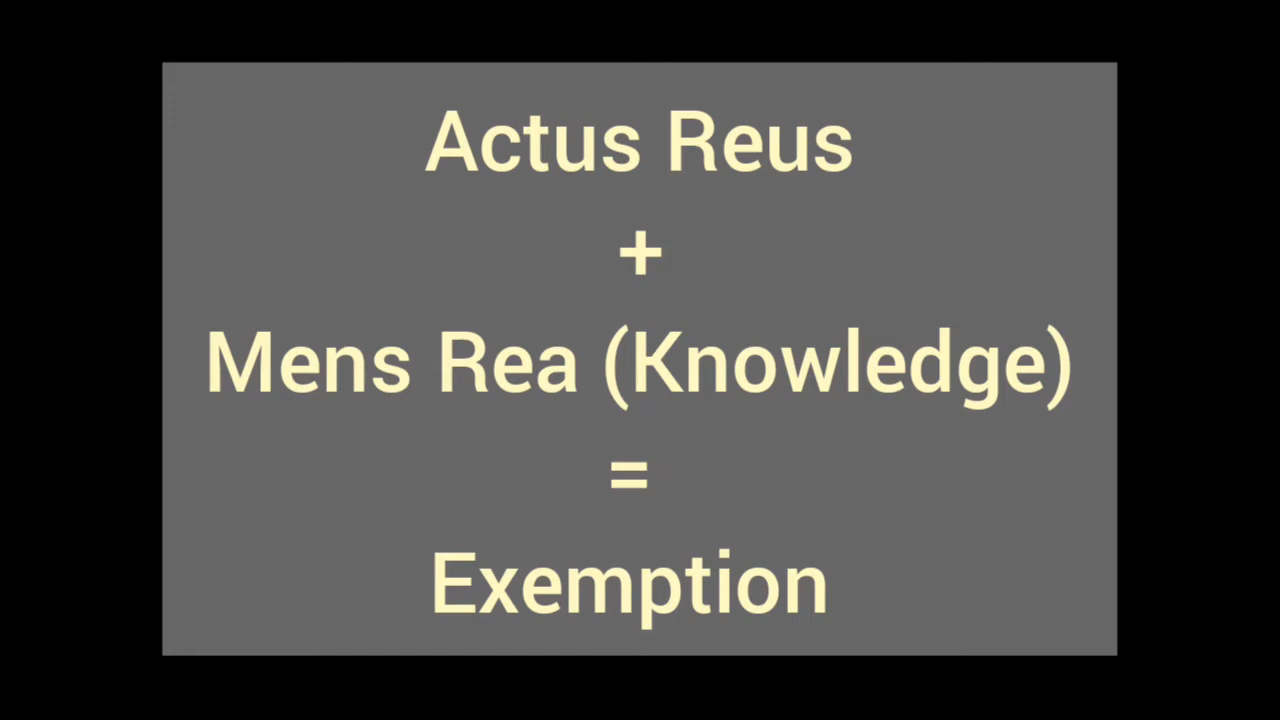 Actus Reus
+
Mens Rea (Knowledge)
=
Exemption